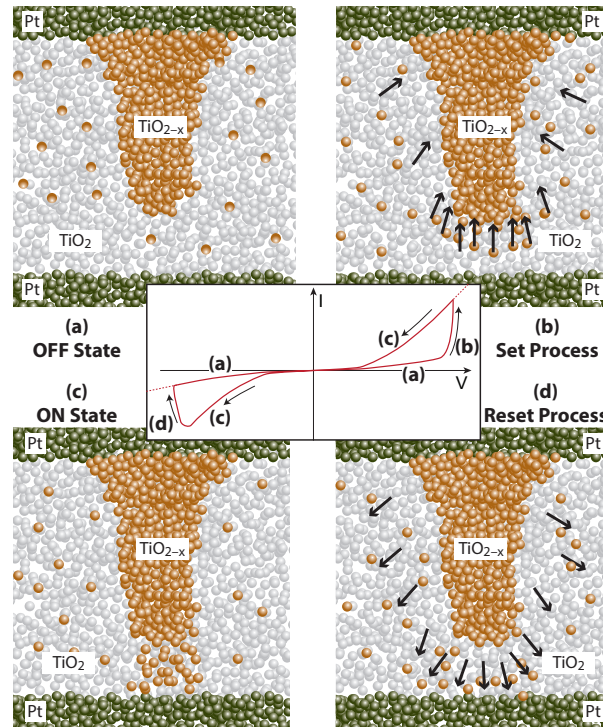 Pt
Pt
TiO2–x
TiO2–x
TiO2
TiO2
Pt
Pt
I
(a)
OFF State
(b)
Set Process
(c)
(b)
(a)
(a)
V
(c)
ON State
(d)
Reset Process
(d)
(c)
Pt
Pt
TiO2–x
TiO2–x
TiO2
TiO2
Pt
Pt